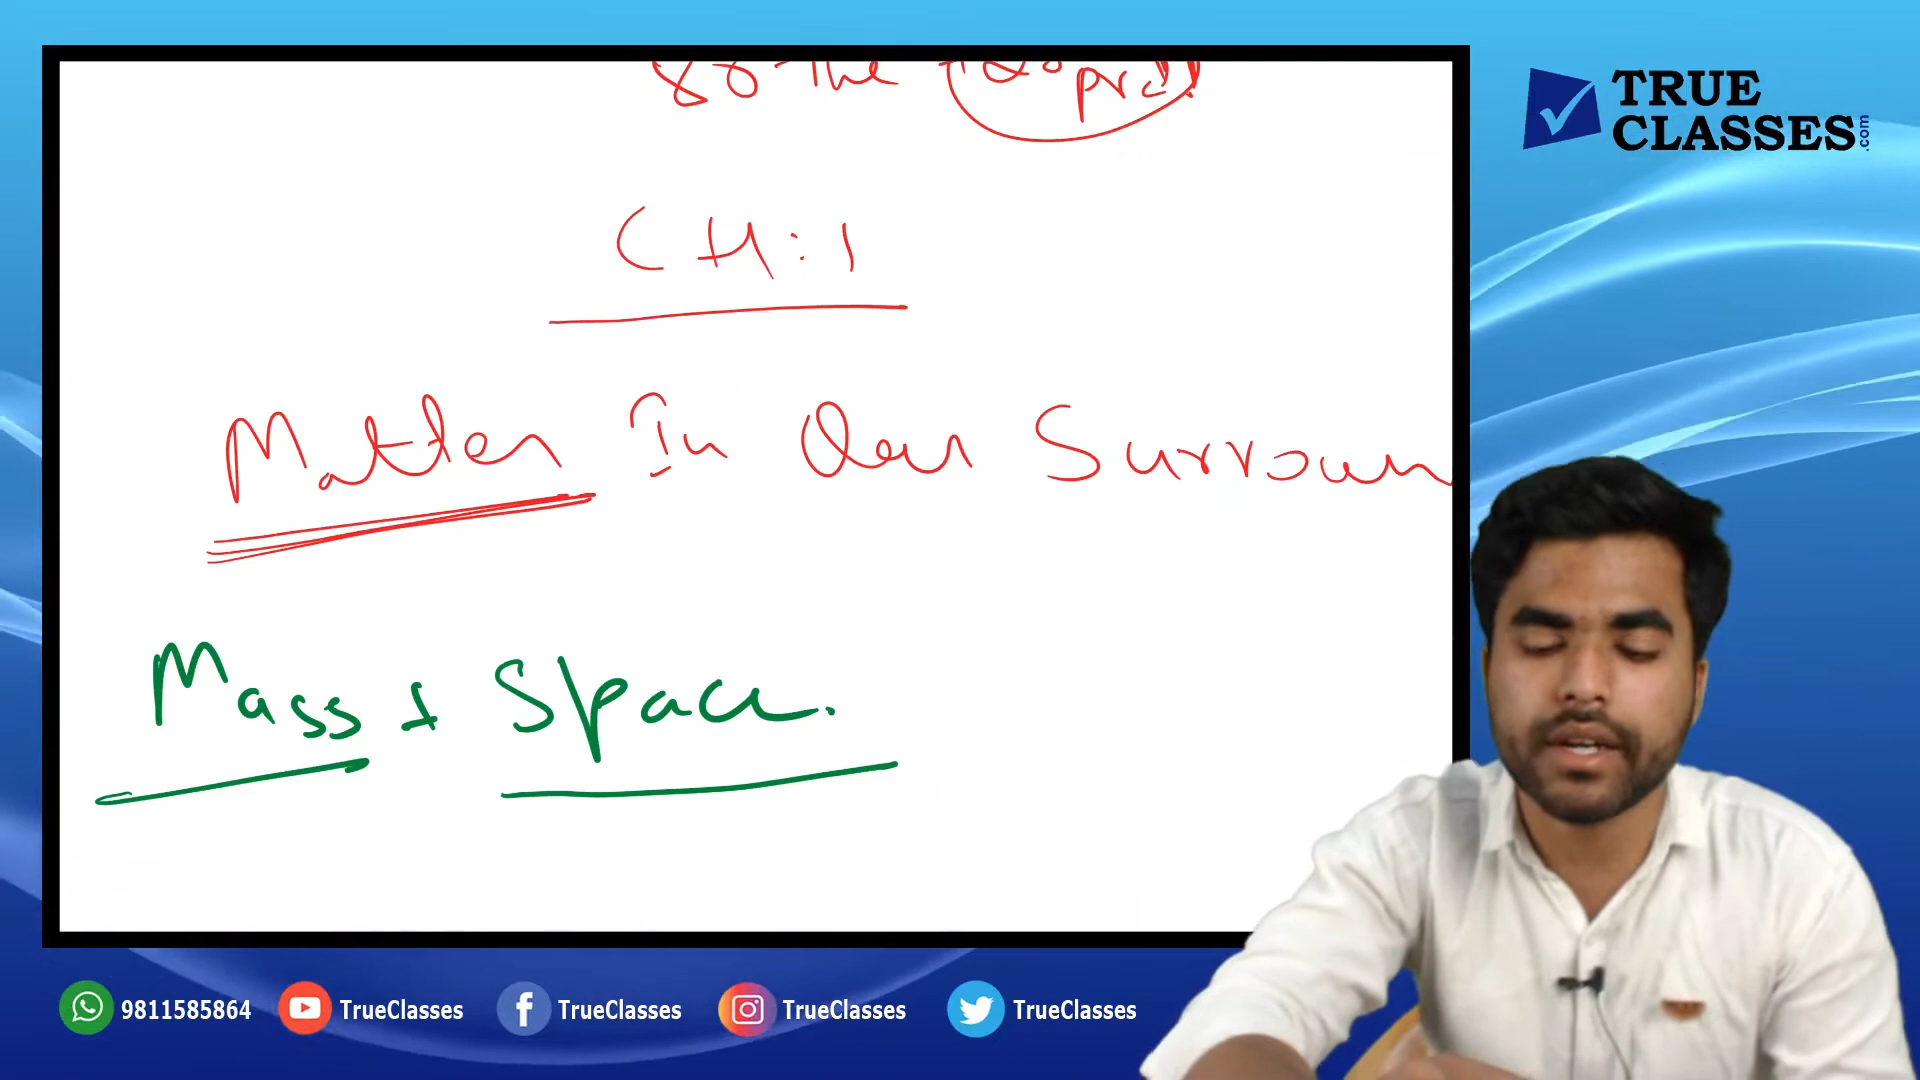 CH:1
Matter In Our Surroun
Mass + Space.
TRUE
CLASSES.com
9811585864 TrueClasses TrueClasses TrueClasses TrueClasses